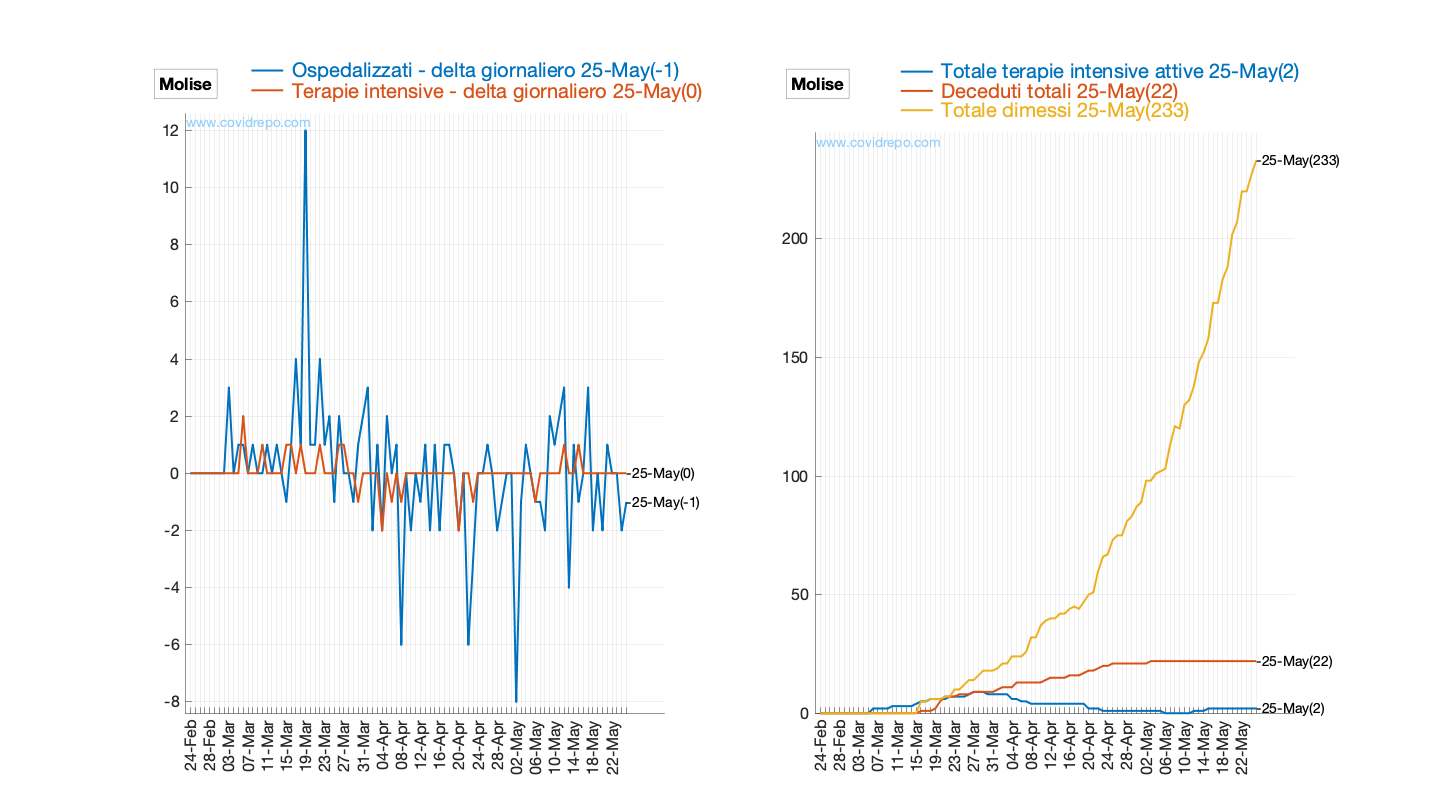 Molise
Ospedalizzati - delta giornaliero 25-May(-1)
Terapie intensive - delta giornaliero 25-May(0)
www.covidrepo.com
12
10
8
6
4
2
0
-2
-4
-6
-8
25-May(0)
25-May(-1)
24-Feb
28-Feb
03-Mar
07-Mar
11-Mar
15-Mar
19-Mar
23-Mar
27-Mar
31-Mar
04-Apr
08-Apr
12-Apr
16-Apr
20-Apr
24-Apr
28-Apr
02-May
06-May
10-May
14-May
18-May
22-May
Molise
Totale terapie intensive attive 25-May(2)
Deceduti totali 25-May(22)
Totale dimessi 25-May(233)
www.covidrepo.com
200
150
100
50
0
25-May(233)
25-May(22)
25-May(2)
24-Feb
28-Feb
03-Mar
07-Mar
11-Mar
15-Mar
19-Mar
23-Mar
27-Mar
31-Mar
04-Apr
08-Apr
12-Apr
16-Apr
20-Apr
24-Apr
28-Apr
02-May
06-May
10-May
14-May
18-May
22-May